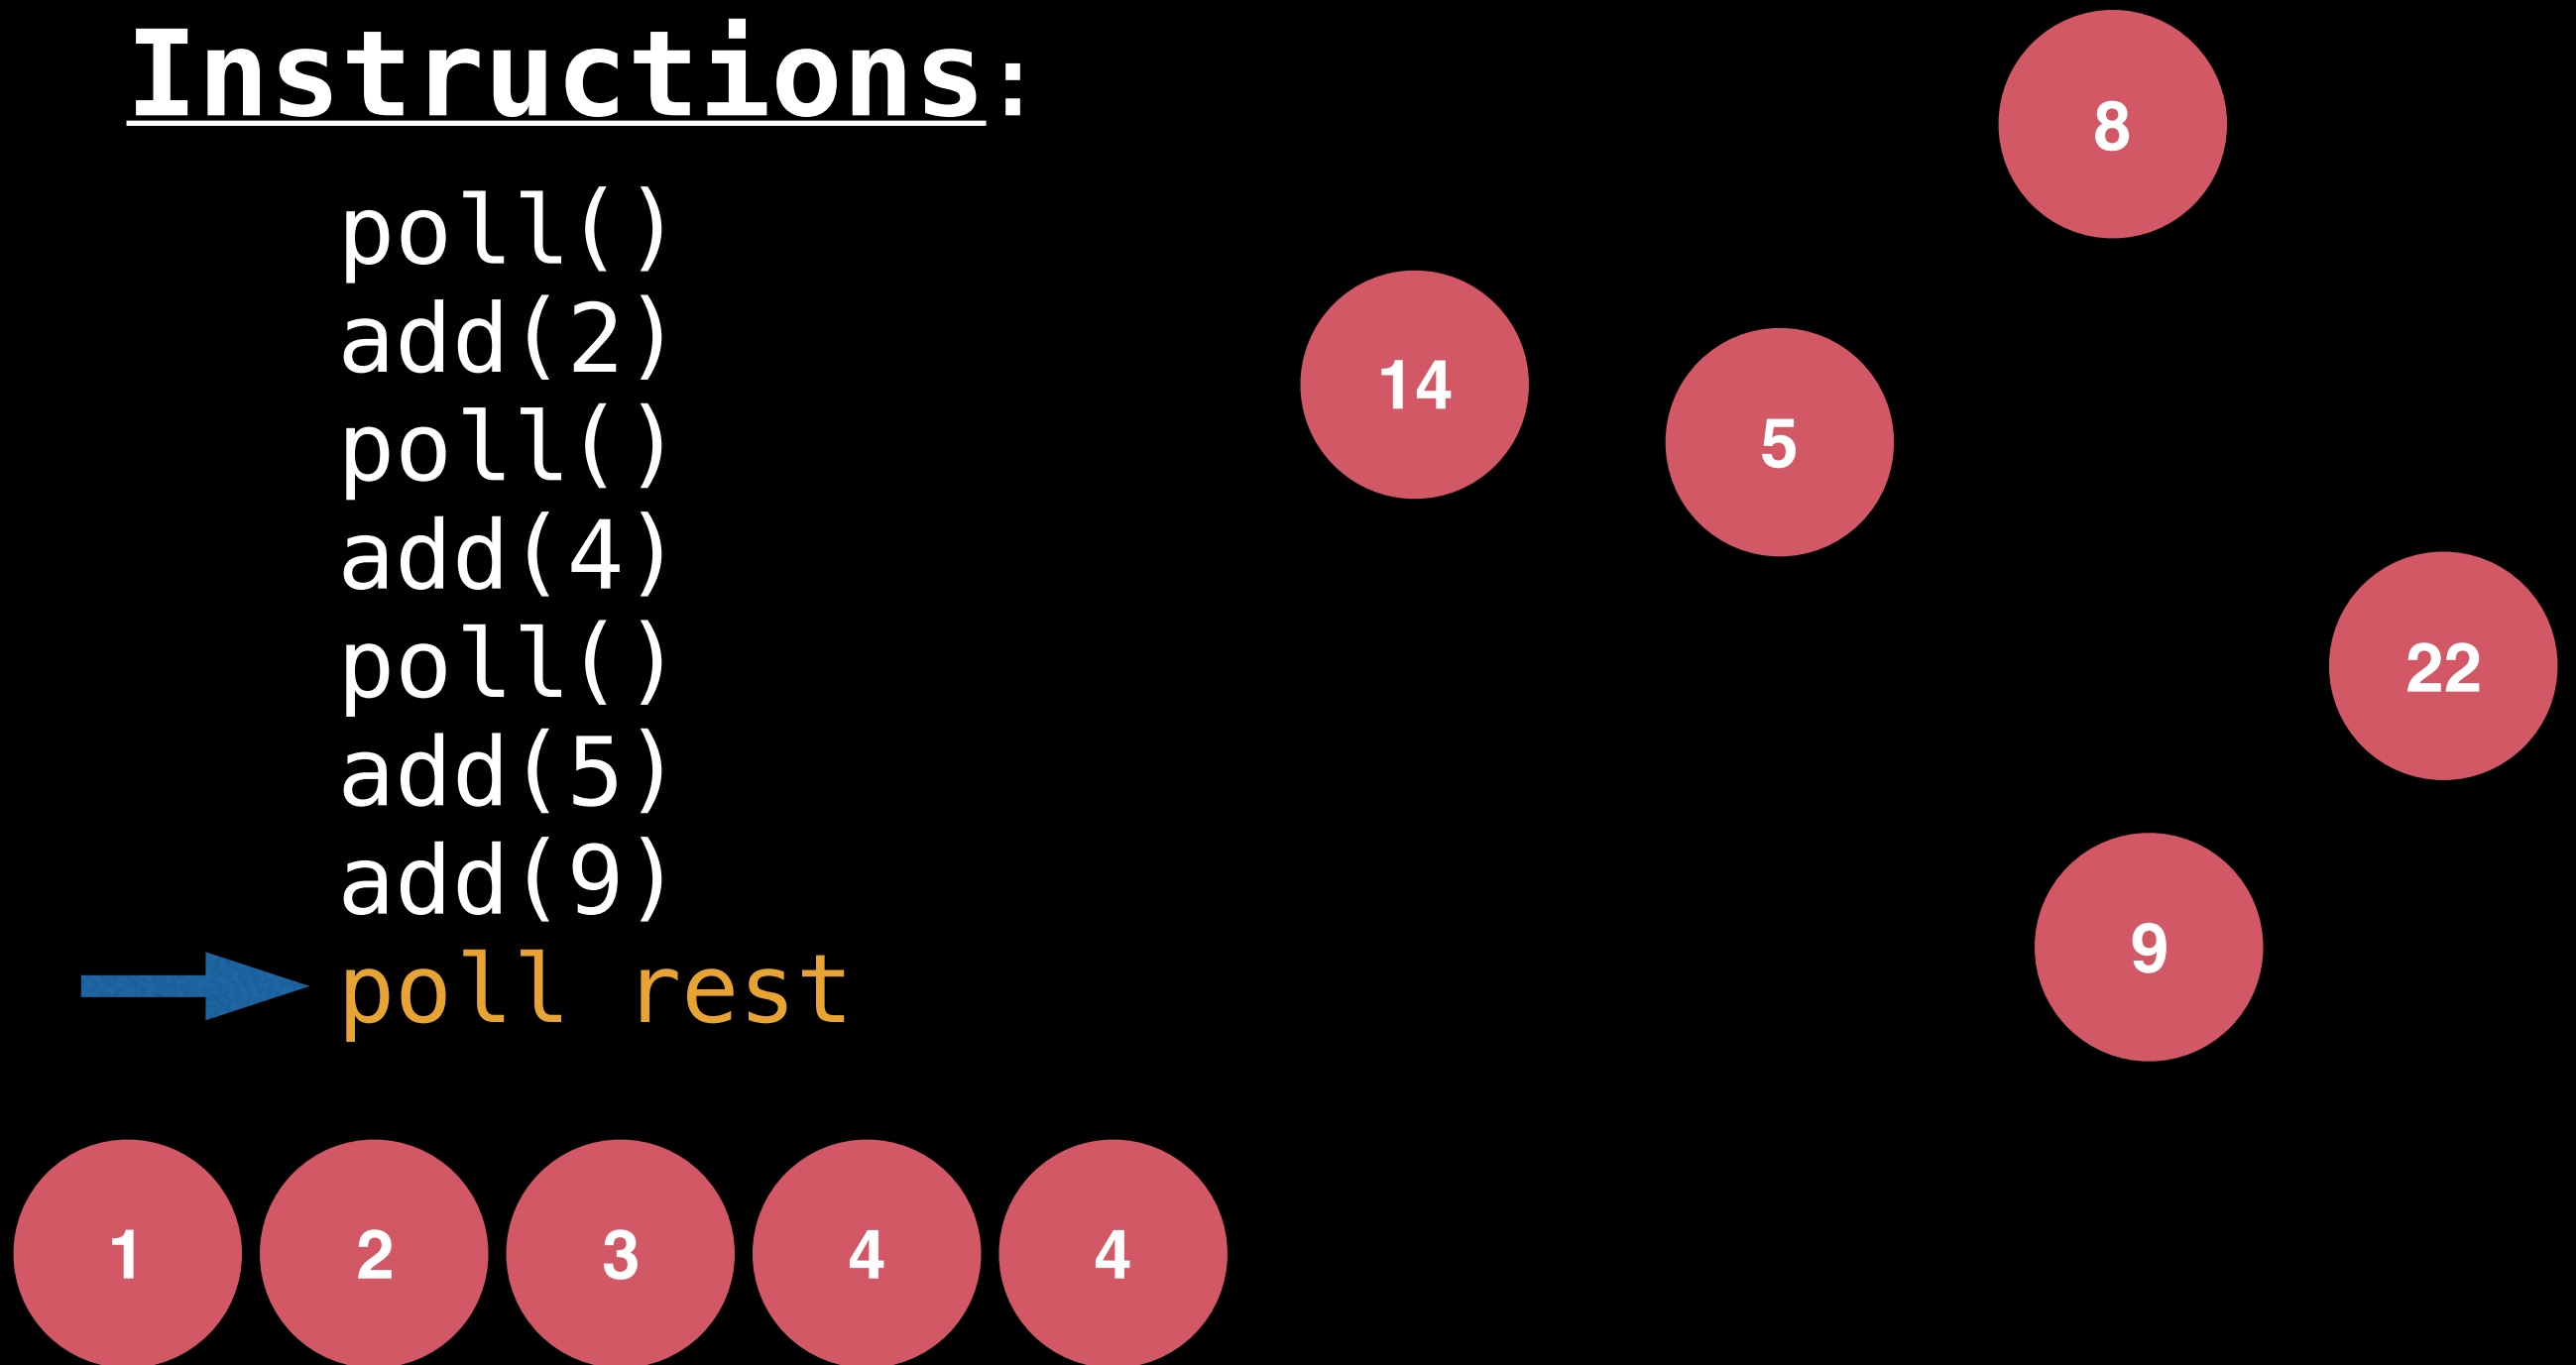 Instructions:
poll()
add(2)
poll()
add(4)
poll()
add(5)
add(9)
poll rest
8
14
5
22
9
1 2 3 4 4